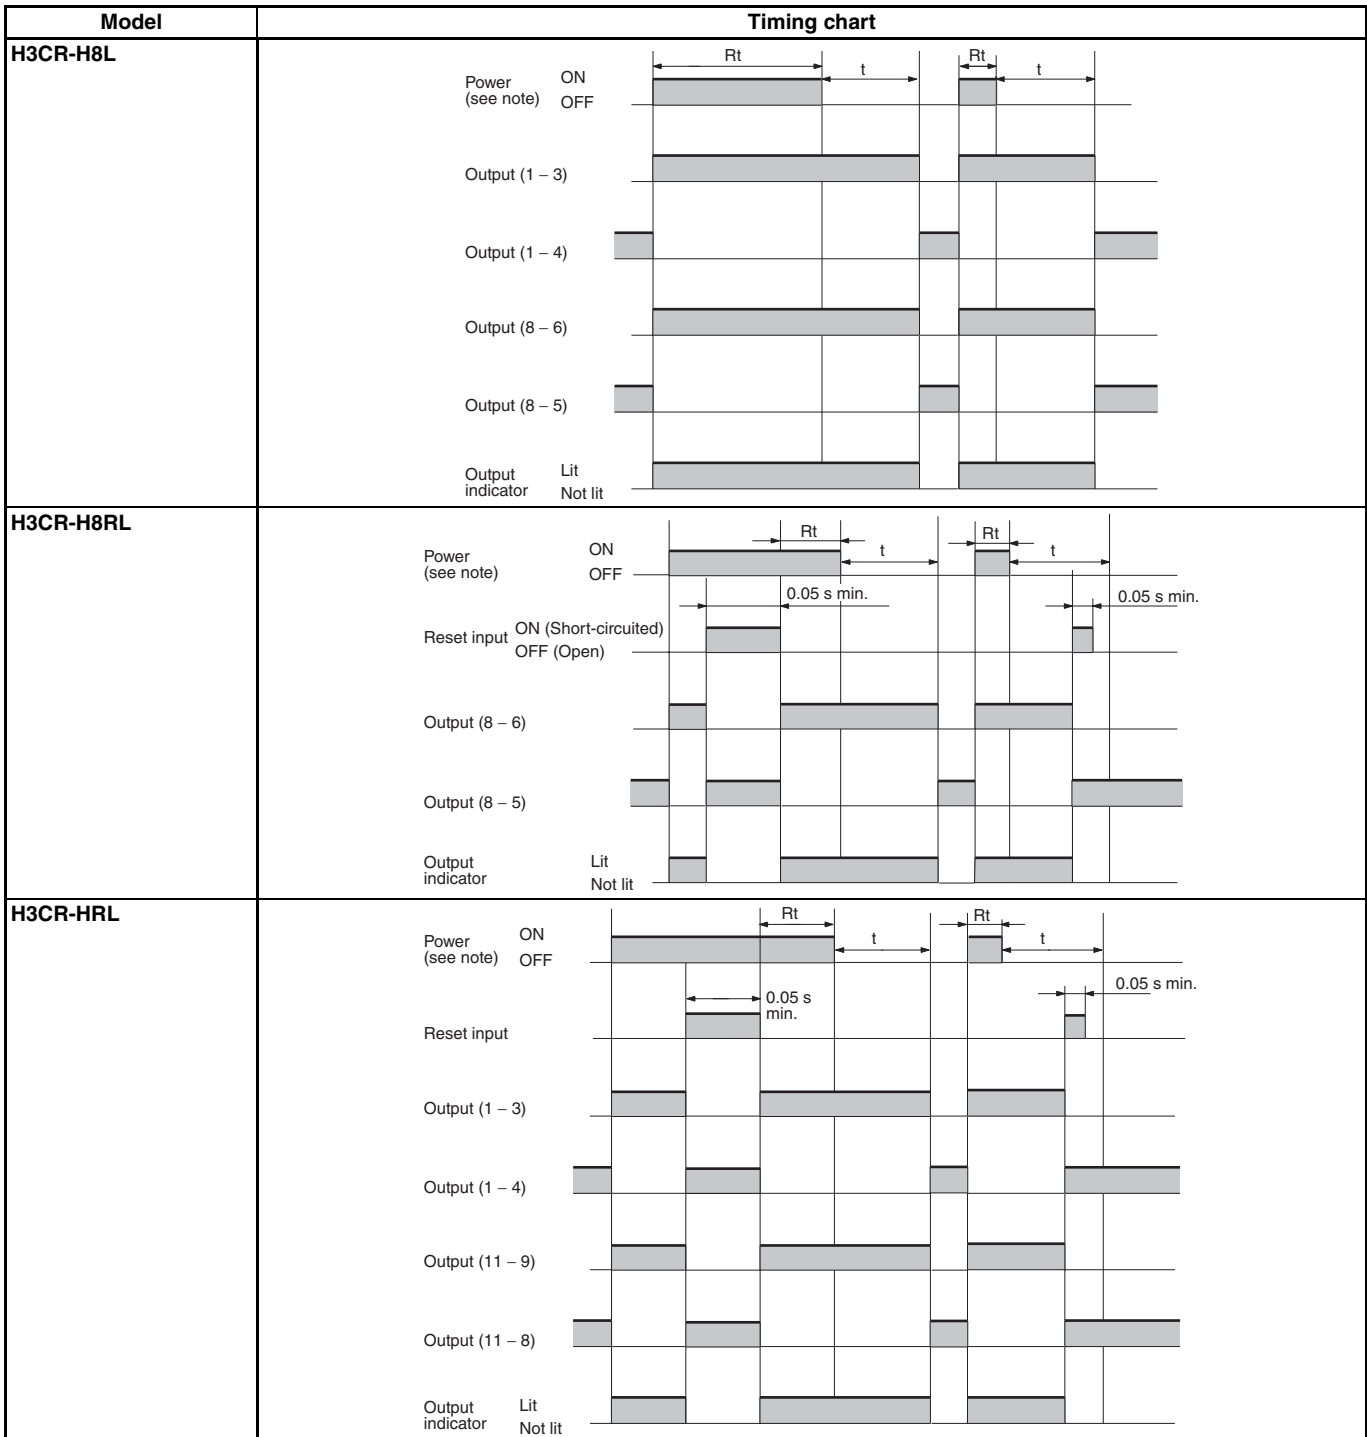 Model Timing chart
H3CR-H8L
Rt t Rt t
Power ON
(see note) OFF
Output (1 – 3)
Output (1 – 4)
Output (8 – 6)
Output (8 – 5)
Output Lit
indicator Not lit
H3CR-H8RL
Rt t Rt t
Power ON
(see note) OFF
0.05 s min. 0.05 s min.
Reset input ON (Short-circuited)
OFF (Open)
Output (8 – 6)
Output (8 – 5)
Output Lit
indicator Not lit
H3CR-HRL
Rt t Rt t
Power ON
(see note) OFF
0.05 s 0.05 s min.
min.
Reset input
Output (1 – 3)
Output (1 – 4)
Output (11 – 9)
Output (11 – 8)
Output Lit
indicator Not lit